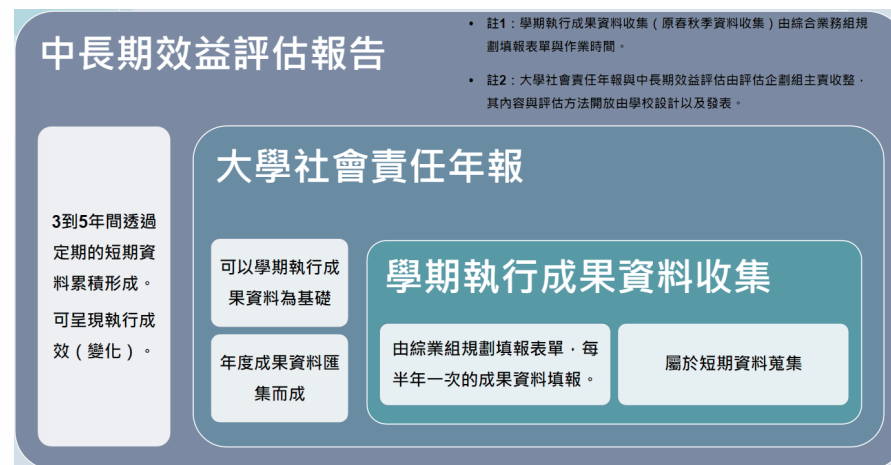 中長期效益評估報告
• 註1：學期執行成果資料收集（原春秋季資料收集）由綜合業務組規
劃填報表單與作業時間。
• 註2：大學社會責任年報與中長期效益評估由評估企劃組主責收整，
其內容與評估方法開放由學校設計以及發表。
3到5年間透過
定期的短期資
料累積形成。
可呈現執行成
效（變化）。
大學社會責任年報
可以學期執行成
果資料為基礎
年度成果資料匯
集而成
學期執行成果資料收集
由綜業組規劃填報表單，每
半年一次的成果資料填報。
屬於短期資料蒐集